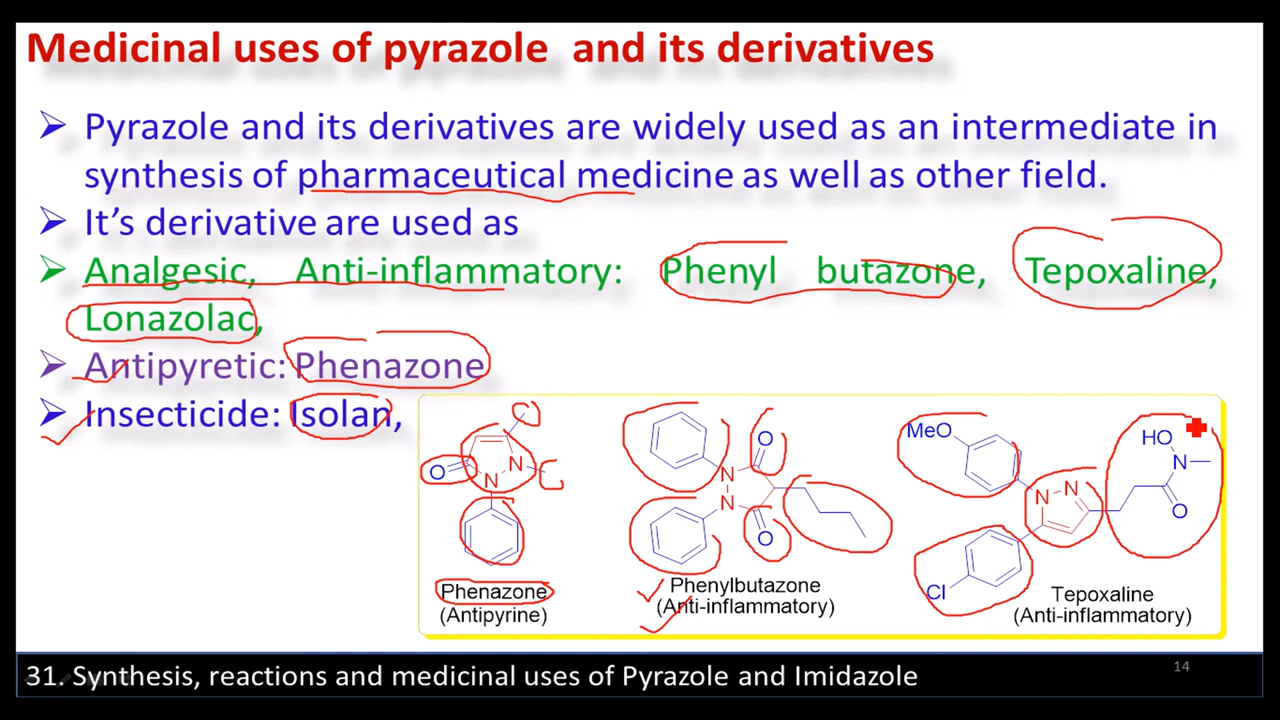 Medicinal uses of pyrazole and its derivatives
➢ Pyrazole and its derivatives are widely used as an intermediate in
synthesis of pharmaceutical medicine as well as other field.
➢ It’s derivative are used as
➢ Analgesic, Anti-inflammatory: Phenyl butazone, Tepoxaline,
Lonazolac,
➢ Antipyretic: Phenazone
➢ Insecticide: Isolan,
O N N
Phenazone
(Antipyrine)
O N N O
Phenylbutazone
(Anti-inflammatory)
MeO HO N N N O Cl
Tepoxaline
(Anti-inflammatory)
31. Synthesis, reactions and medicinal uses of Pyrazole and Imidazole
14